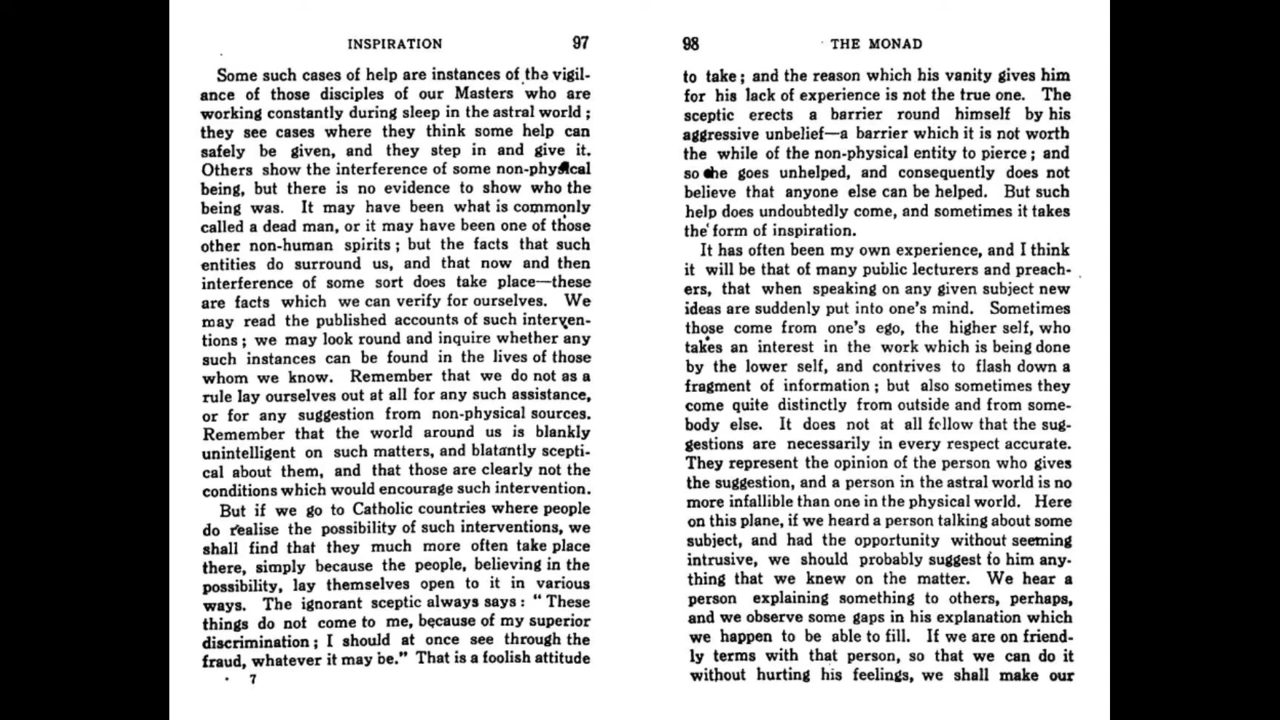 INSPIRATION 97
Some such cases of help are instances of the vigil-
ance of those disciples of our Masters who are
working constantly during sleep in the astral world ;
they see cases where they think some help can
safely be given, and they step in and give it.
Others show the interference of some non-physical
being, but there is no evidence to show who the
being was. It may have been what is commonly
called a dead man, or it may have been one of those
other non-human spirits ; but the facts that such
entities do surround us, and that now and then
interference of some sort does take place—these
are facts which we can verify for ourselves. We
may read the published accounts of such interven-
tions ; we may look round and inquire whether any
such instances can be found in the lives of those
whom we know. Remember that we do not as a
rule lay ourselves out at all for any such assistance,
or for any suggestion from non-physical sources.
Remember that the world around us is blankly
unintelligent on such matters, and blatantly scepti-
cal about them, and that those are clearly not the
conditions which would encourage such intervention.
But if we go to Catholic countries where people
do realise the possibility of such interventions, we
shall find that they much more often take place
there, simply because the people, believing in the
possibility, lay themselves open to it in various
ways. The ignorant sceptic always says : “ These
things do not come to me, because of my superior
discrimination ; I should at once see through the
fraud, whatever it may be.” That is a foolish attitude
7
98 THE MONAD
to take ; and the reason which his vanity gives him
for his lack of experience is not the true one. The
sceptic erects a barrier round himself by his
aggressive unbelief—a barrier which it is not worth
the while of the non-physical entity to pierce ; and
so he goes unhelped, and consequently does not
believe that anyone else can be helped. But such
help does undoubtedly come, and sometimes it takes
the form of inspiration.
It has often been my own experience, and I think
it will be that of many public lecturers and preach-
ers, that when speaking on any given subject new
ideas are suddenly put into one’s mind. Sometimes
those come from one’s ego, the higher self, who
takes an interest in the work which is being done
by the lower self, and contrives to flash down a
fragment of information ; but also sometimes they
come quite distinctly from outside and from some-
body else. It does not at all follow that the sug-
gestions are necessarily in every respect accurate.
They represent the opinion of the person who gives
the suggestion, and a person in the astral world is no
more infallible than one in the physical world. Here
on this plane, if we heard a person talking about some
subject, and had the opportunity without seeming
intrusive, we should probably suggest to him any-
thing that we knew on the matter. We hear a
person explaining something to others, perhaps,
and we observe some gaps in his explanation which
we happen to be able to fill. If we are on friend-
ly terms with that person, so that we can do it
without hurting his feelings, we shall make our